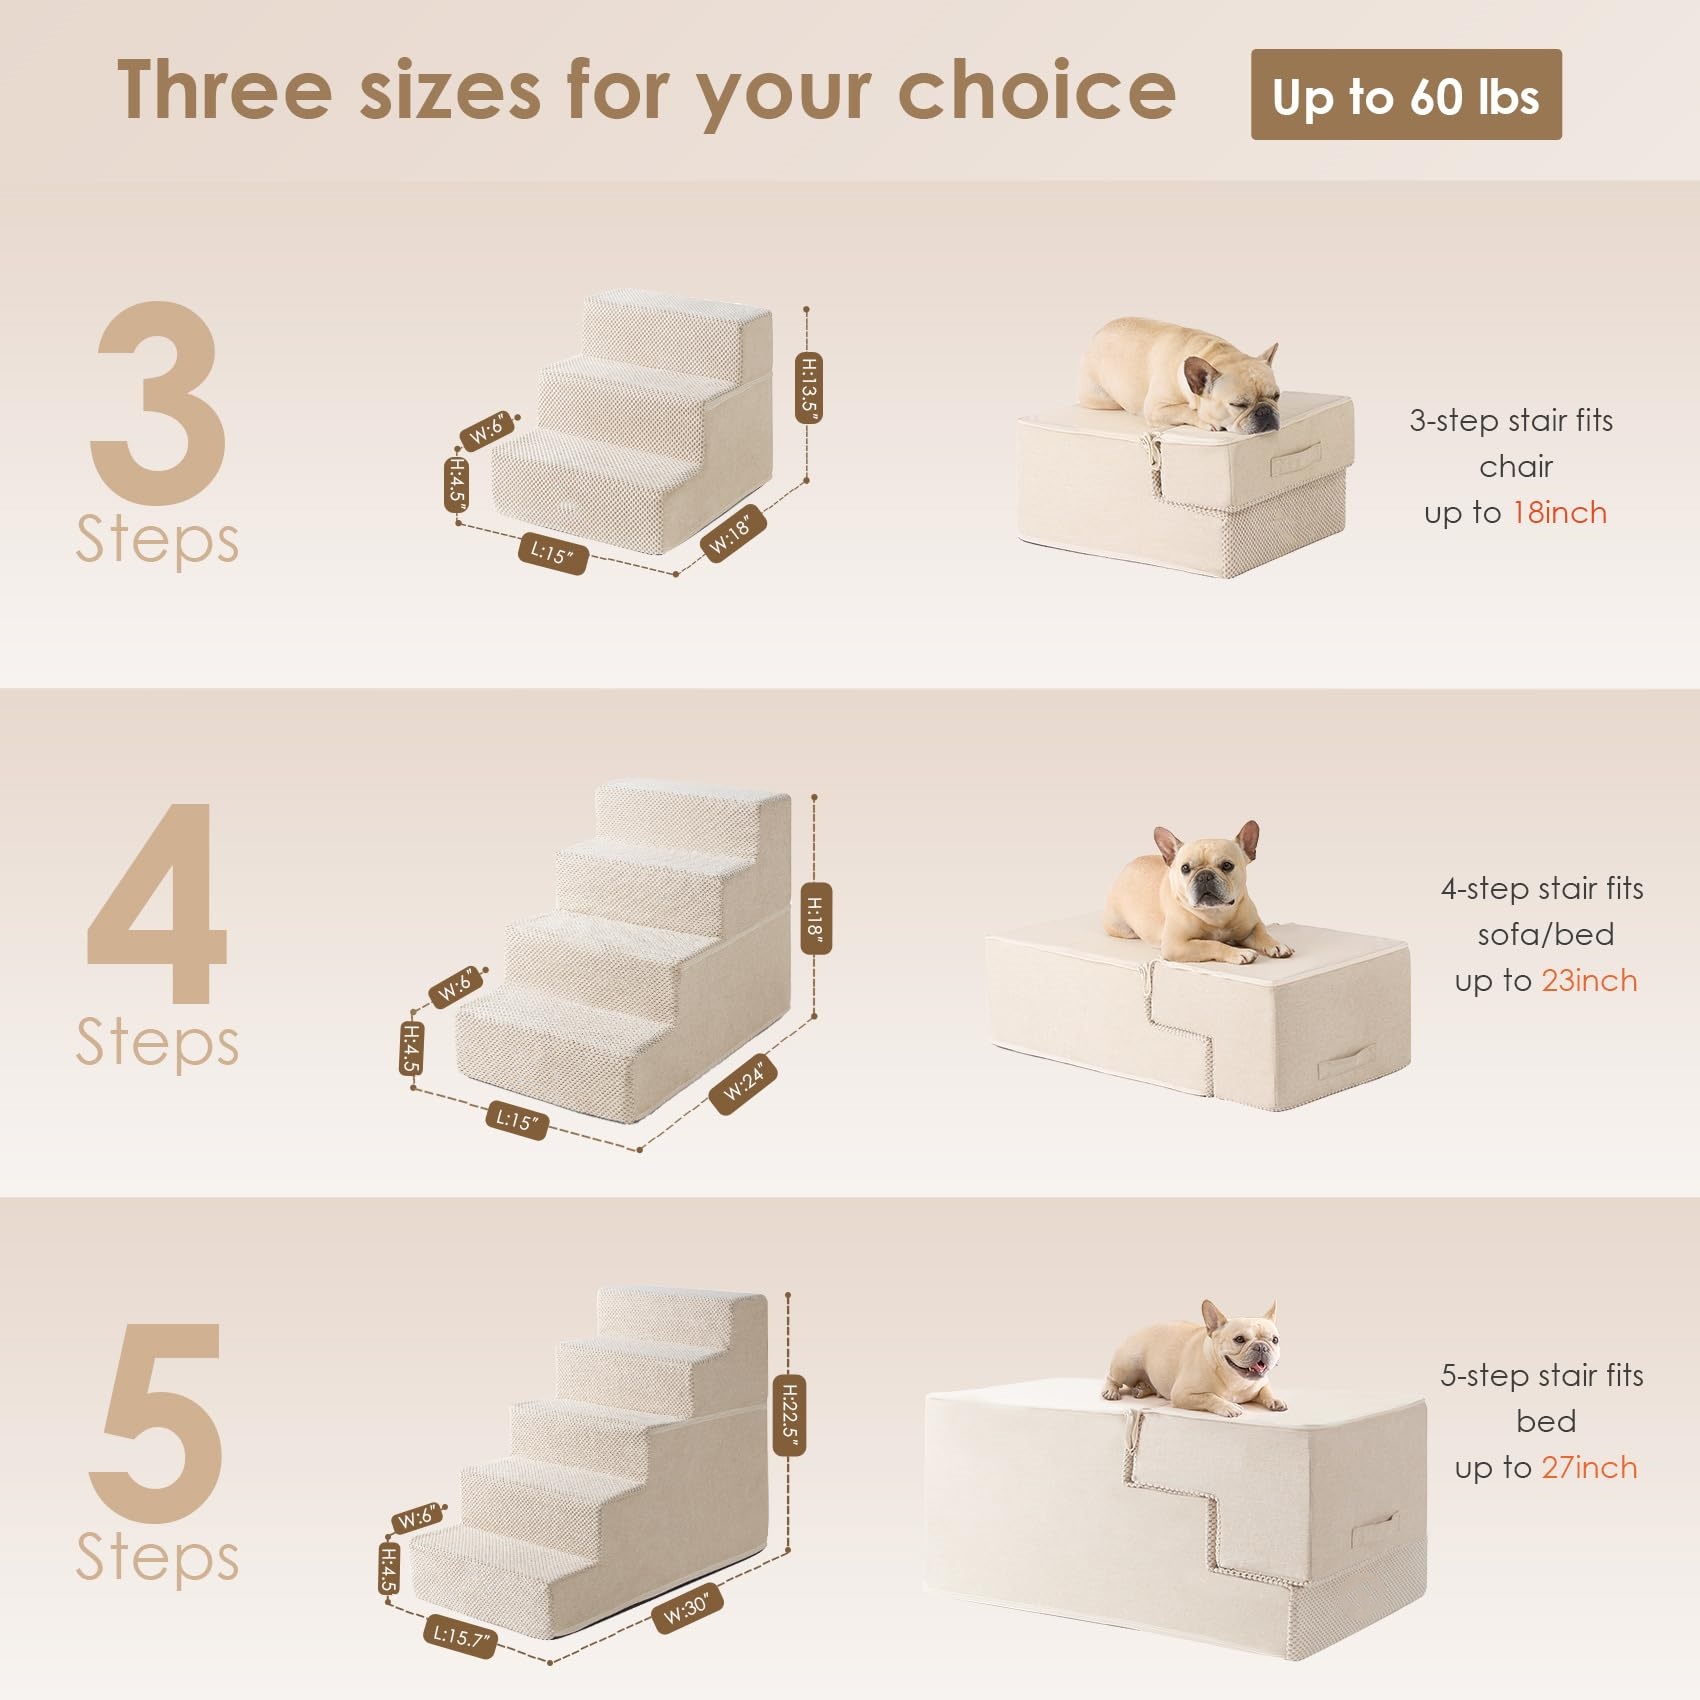 Three sizes for your choice
Up to 60 lbs
3
Steps
W:6"
H:4.5"
L:15"
W:18"
H:13.5"
3-step stair fits
chair
up to 18inch
4
Steps
W:6"
H:4.5
L:15"
W:24"
H:18"
4-step stair fits
sofa/bed
up to 23inch
5
Steps
W:6"
H:4.5
L:15.7"
W:30"
H:22.5"
5-step stair fits
bed
up to 27inch